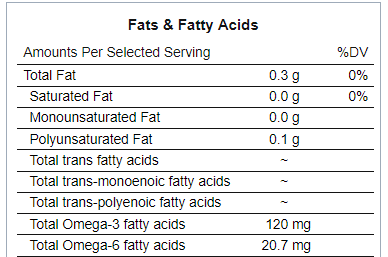 Fats & Fatty Acids
Amounts Per Selected Serving %DV
Total Fat 0.3 g 0%
Saturated Fat 0.0 g 0%
Monounsaturated Fat 0.0 g
Polyunsaturated Fat 0.1 g
Total trans fatty acids ~
Total trans-monoenoic fatty acids ~
Total trans-polyenoic fatty acids ~
Total Omega-3 fatty acids 120 mg
Total Omega-6 fatty acids 20.7 mg